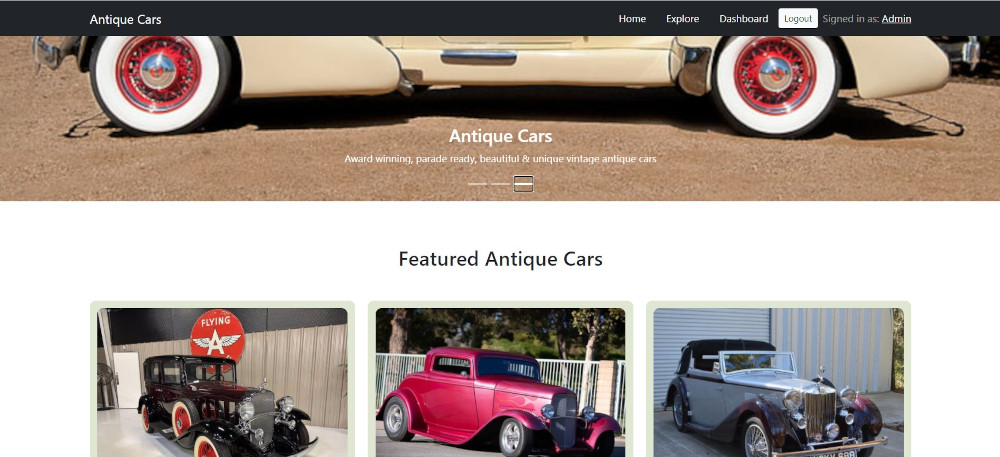 Antique Cars
Home Explore Dashboard Logout Signed in as: Admin
Antique Cars
Award winning, parade ready, beautiful & unique vintage antique cars
Featured Antique Cars
FLYING
A